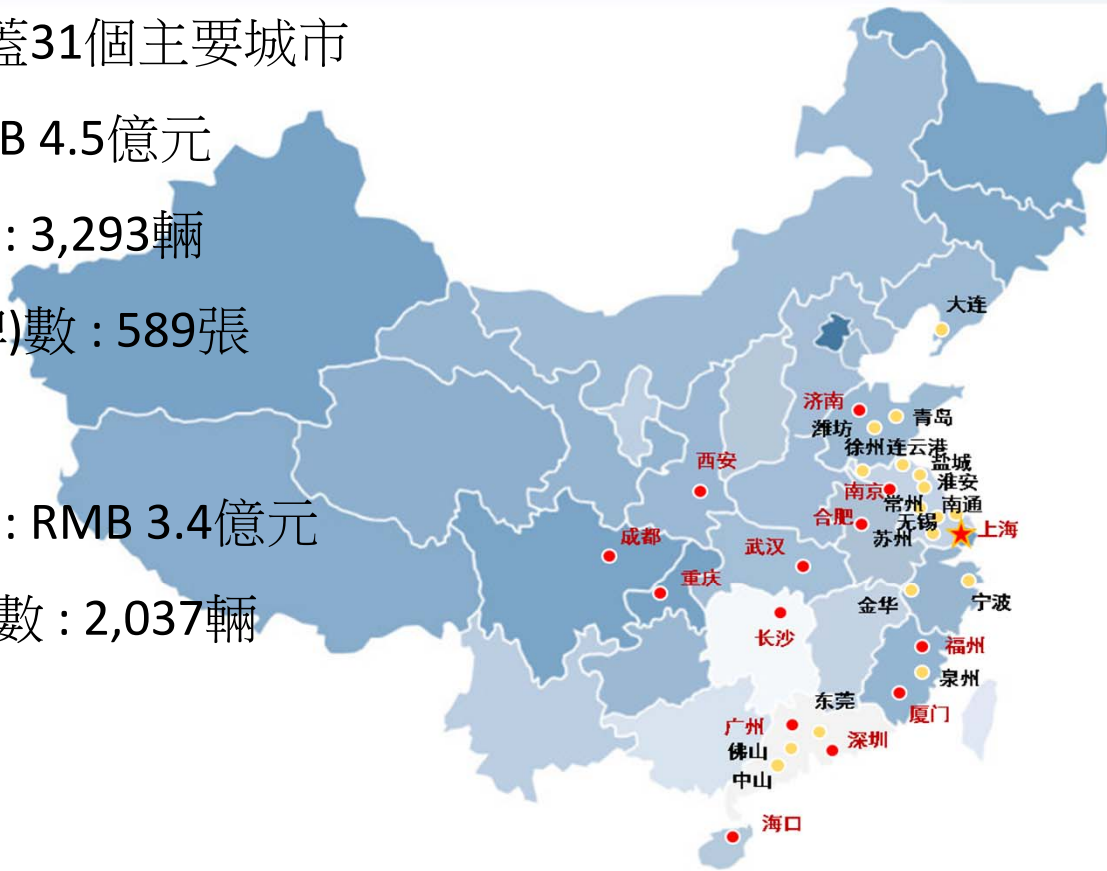 蓋31個主要城市
B 4.5億元
: 3,293輛
)數 : 589張
: RMB 3.4億元
數 : 2,037輛
大连
济南
青岛
潍坊
徐州
连云港
盐城
西安
淮安
南京
常州
南通
合肥
无锡
上海
苏州
成都
武汉
重庆
金华
宁波
长沙
福州
泉州
东莞
厦门
广州
深圳
佛山
中山
海口